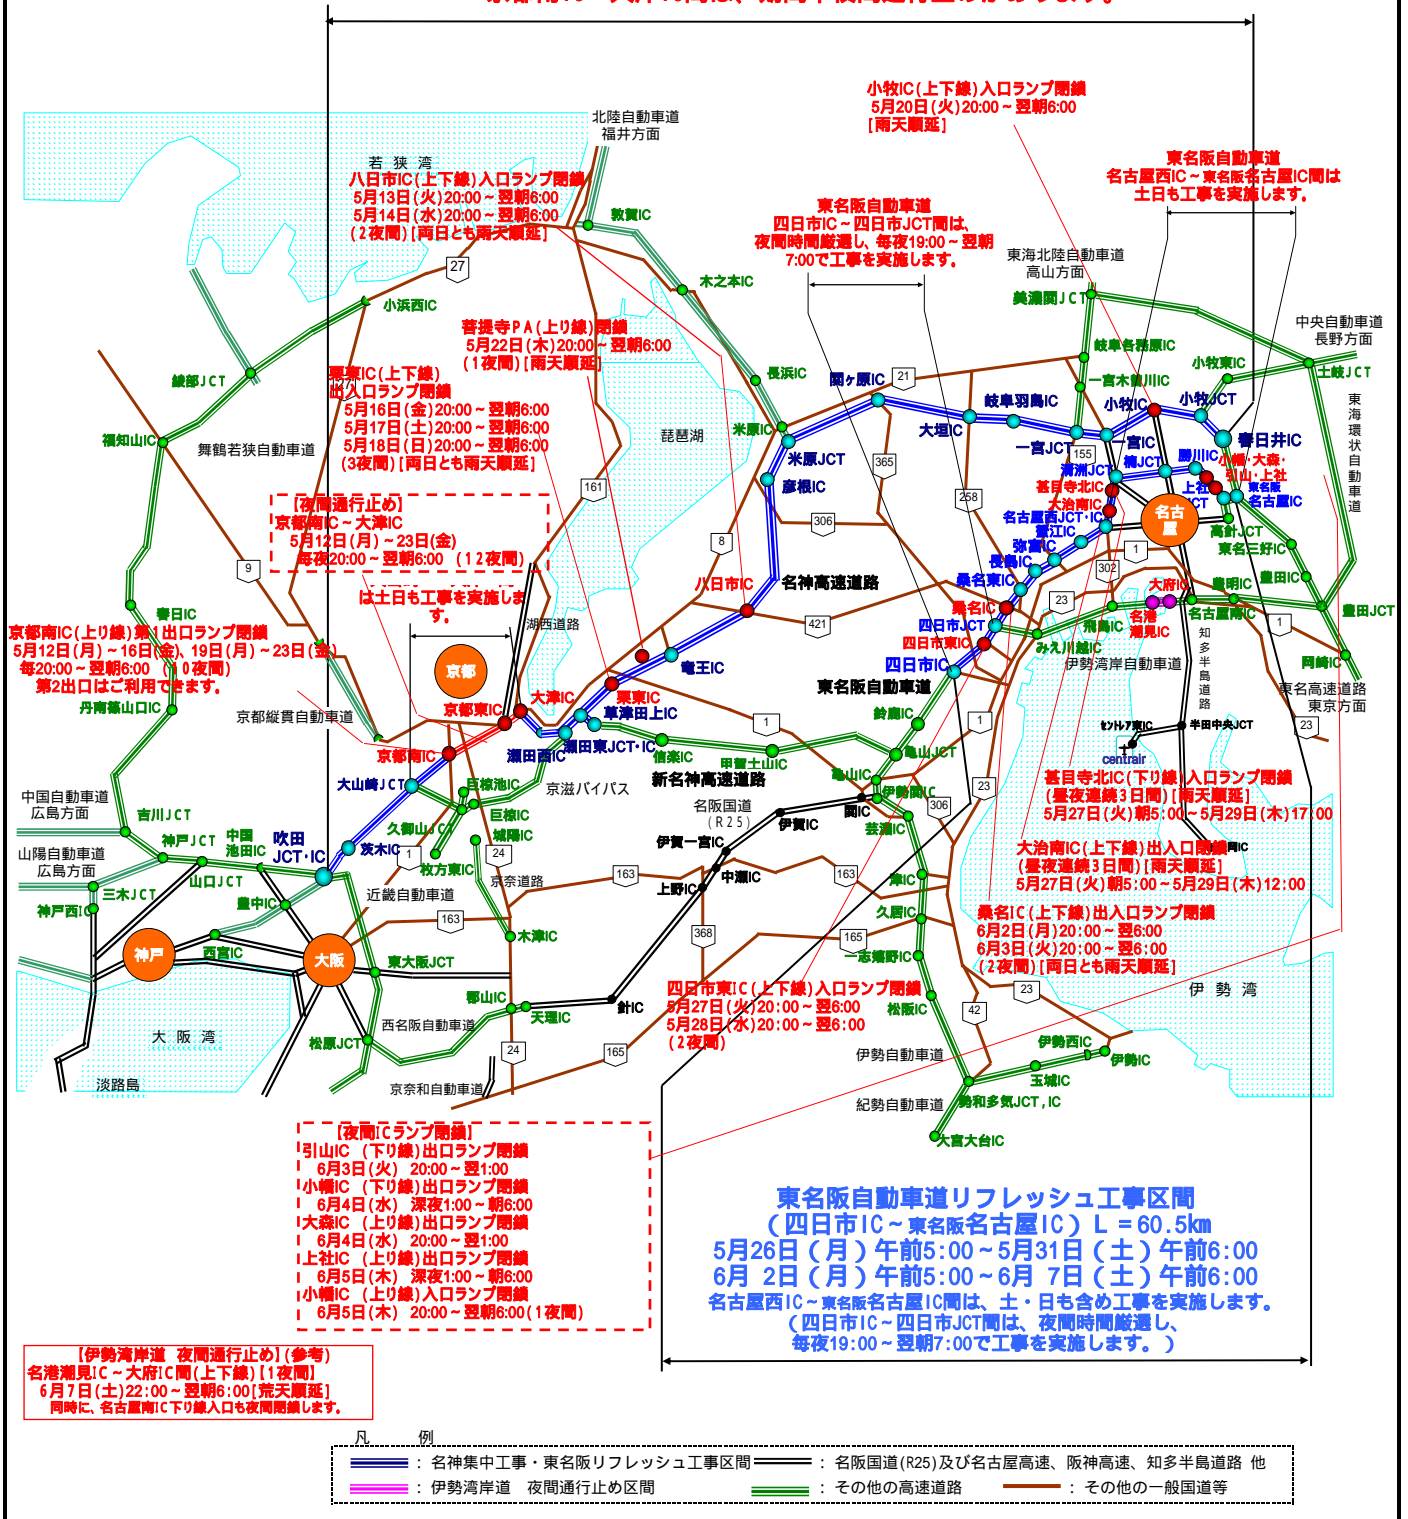 小牧IC(上下線)入口ランプ閉鎖
5月20日(火)20:00~翌朝6:00
[雨天順延]
北陸自動車道
福井方面
若狭湾
八日市IC(上下線)入口ランプ閉鎖
5月13日(火)20:00~翌朝6:00
5月14日(水)20:00~翌朝6:00
(2夜間)[両日とも雨天順延]
敦賀IC
東名阪自動車道
名古屋西IC~東名阪名古屋IC間は
土日も工事を実施します。
東名阪自動車道
四日市IC~四日市JCT間は、
夜間時間厳選し、毎夜19:00~翌朝
7:00で工事を実施します。
東海北陸自動車道
高山方面
美濃関JCT
27
木之本IC
小浜西IC
中央自動車道
長野方面
菩提寺PA(上り線)閉鎖
5月22日(木)20:00~翌朝6:00
(1夜間)[雨天順延]
岐阜各務原IC
小牧東IC
土岐JCT
綾部JCT
栗東IC(上下線)
出入口ランプ閉鎖
5月16日(金)20:00~翌朝6:00
5月17日(土)20:00~翌朝6:00
5月18日(日)20:00~翌朝6:00
(3夜間)[両日とも雨天順延]
長浜IC
関ヶ原IC
21
岐阜羽島IC
一宮木曽川IC
小牧IC
小牧JCT
東海環状自動車道
福知山IC
舞鶴若狭自動車道
琵琶湖
米原IC
米原JCT
大垣IC
一宮JCT
一宮IC
春日井IC
365
155
清洲JCT
楠JCT
勝川IC
小幡・大森・
引山・上社
彦根IC
161
258
甚目寺北IC
上社
JCT
東名阪
名古屋IC
【夜間通行止め】
京都南IC~大津IC
5月12日(月)~23日(金)
毎夜20:00~翌朝6:00 (12夜間)
306
大治南IC
名古屋西JCT・IC
名古屋
高針JCT
蟹江IC
弥富IC
長島IC
東名三好IC
8
9
1
302
桑名東IC
豊田IC
八日市IC
名神高速道路
大府IC
豊明IC
は土日も工事を実施しま
す。
春日IC
23
桑名IC
飛島IC
名港
潮見IC
名古屋南IC
豊田JCT
湖西道路
421
四日市JCT
四日市東IC
みえ川越IC
1
京都南IC(上り線)第1出口ランプ閉鎖
5月12日(月)~16日(金)、19日(月)~23日(金)
毎20:00~翌朝6:00 (10夜間)
第2出口はご利用できます。
知多半島道路
京都
竜王IC
四日市IC
伊勢湾岸自動車道
岡崎IC
大津IC
栗東IC
東名阪自動車道
東名高速道路
東京方面
丹南篠山口IC
京都縦貫自動車道
京都東IC
草津田上IC
鈴鹿IC
1
1
23
セントレア東IC
半田中央JCT
京都南IC
瀬田西IC
瀬田東JCT・IC
信楽IC
甲賀土山IC
亀山JCT
centrair
大山崎JCT
巨椋池IC
京滋バイパス
新名神高速道路
亀山IC
23
甚目寺北IC(下り線)入口ランプ閉鎖
(昼夜連続3日間)[雨天順延]
5月27日(火)朝5:00~5月29日(木)17:00
中国自動車道
広島方面
吉川JCT
巨椋IC
名阪国道
(R25)
関IC
伊勢関IC
306
久御山JCT
城陽IC
伊賀IC
芸濃IC
神戸JCT
中国
池田IC
吹田
JCT・IC
茨木IC
1
24
枚方東IC
伊賀一宮IC
大治南IC(上下線)出入口閉鎖
(昼夜連続3日間)[雨天順延]
5月27日(火)朝5:00~5月29日(木)12:00
山陽自動車道
広島方面
三木JCT
山口JCT
京奈道路
163
中瀬IC
163
津IC
神戸西IC
豊中IC
近畿自動車道
163
上野IC
久居IC
桑名IC(上下線)出入口ランプ閉鎖
6月2日(月)20:00~翌6:00
6月3日(火)20:00~翌6:00
(2夜間)[両日とも雨天順延]
神戸
西宮IC
大阪
木津IC
368
165
一志嬉野IC
東大阪JCT
四日市東IC(上下線)入口ランプ閉鎖
5月27日(火)20:00~翌6:00
5月28日(水)20:00~翌6:00
(2夜間)
23
伊勢湾
郡山IC
天理IC
針IC
松阪IC
42
大阪湾
西名阪自動車道
松原JCT
24
165
伊勢自動車道
伊勢西IC
伊勢IC
淡路島
京奈和自動車道
玉城IC
紀勢自動車道
勢和多気JCT,IC
大宮大台IC
【夜間ICランプ閉鎖】
引山IC (下り線)出口ランプ閉鎖
6月3日(火) 20:00~翌1:00
小幡IC (下り線)出口ランプ閉鎖
6月4日(水) 深夜1:00~朝6:00
大森IC (上り線)出口ランプ閉鎖
6月4日(水) 20:00~翌1:00
上社IC (上り線)出口ランプ閉鎖
6月5日(木) 深夜1:00~朝6:00
小幡IC (上り線)入口ランプ閉鎖
6月5日(木) 20:00~翌朝6:00(1夜間)
東名阪自動車道リフレッシュ工事区間
(四日市IC~東名阪名古屋IC)L=60.5km
5月26日(月)午前5:00~5月31日(土)午前6:00
6月 2日(月)午前5:00~6月 7日(土)午前6:00
名古屋西IC~東名阪名古屋IC間は、土・日も含め工事を実施します。
(四日市IC~四日市JCT間は、夜間時間厳選し、
毎夜19:00~翌朝7:00で工事を実施します。)
【伊勢湾岸道 夜間通行止め】(参考)
名港潮見IC~大府IC間(上下線)[1夜間]
6月7日(土)22:00~翌朝6:00[荒天順延]
同時に、名古屋南IC下り線入口も夜間閉鎖します。
凡 例
:名神集中工事・東名阪リフレッシュ工事区間
:名阪国道(R25)及び名古屋高速、阪神高速、知多半島道路 他
:伊勢湾岸道 夜間通行止め区間
:その他の高速道路
:その他の一般国道等